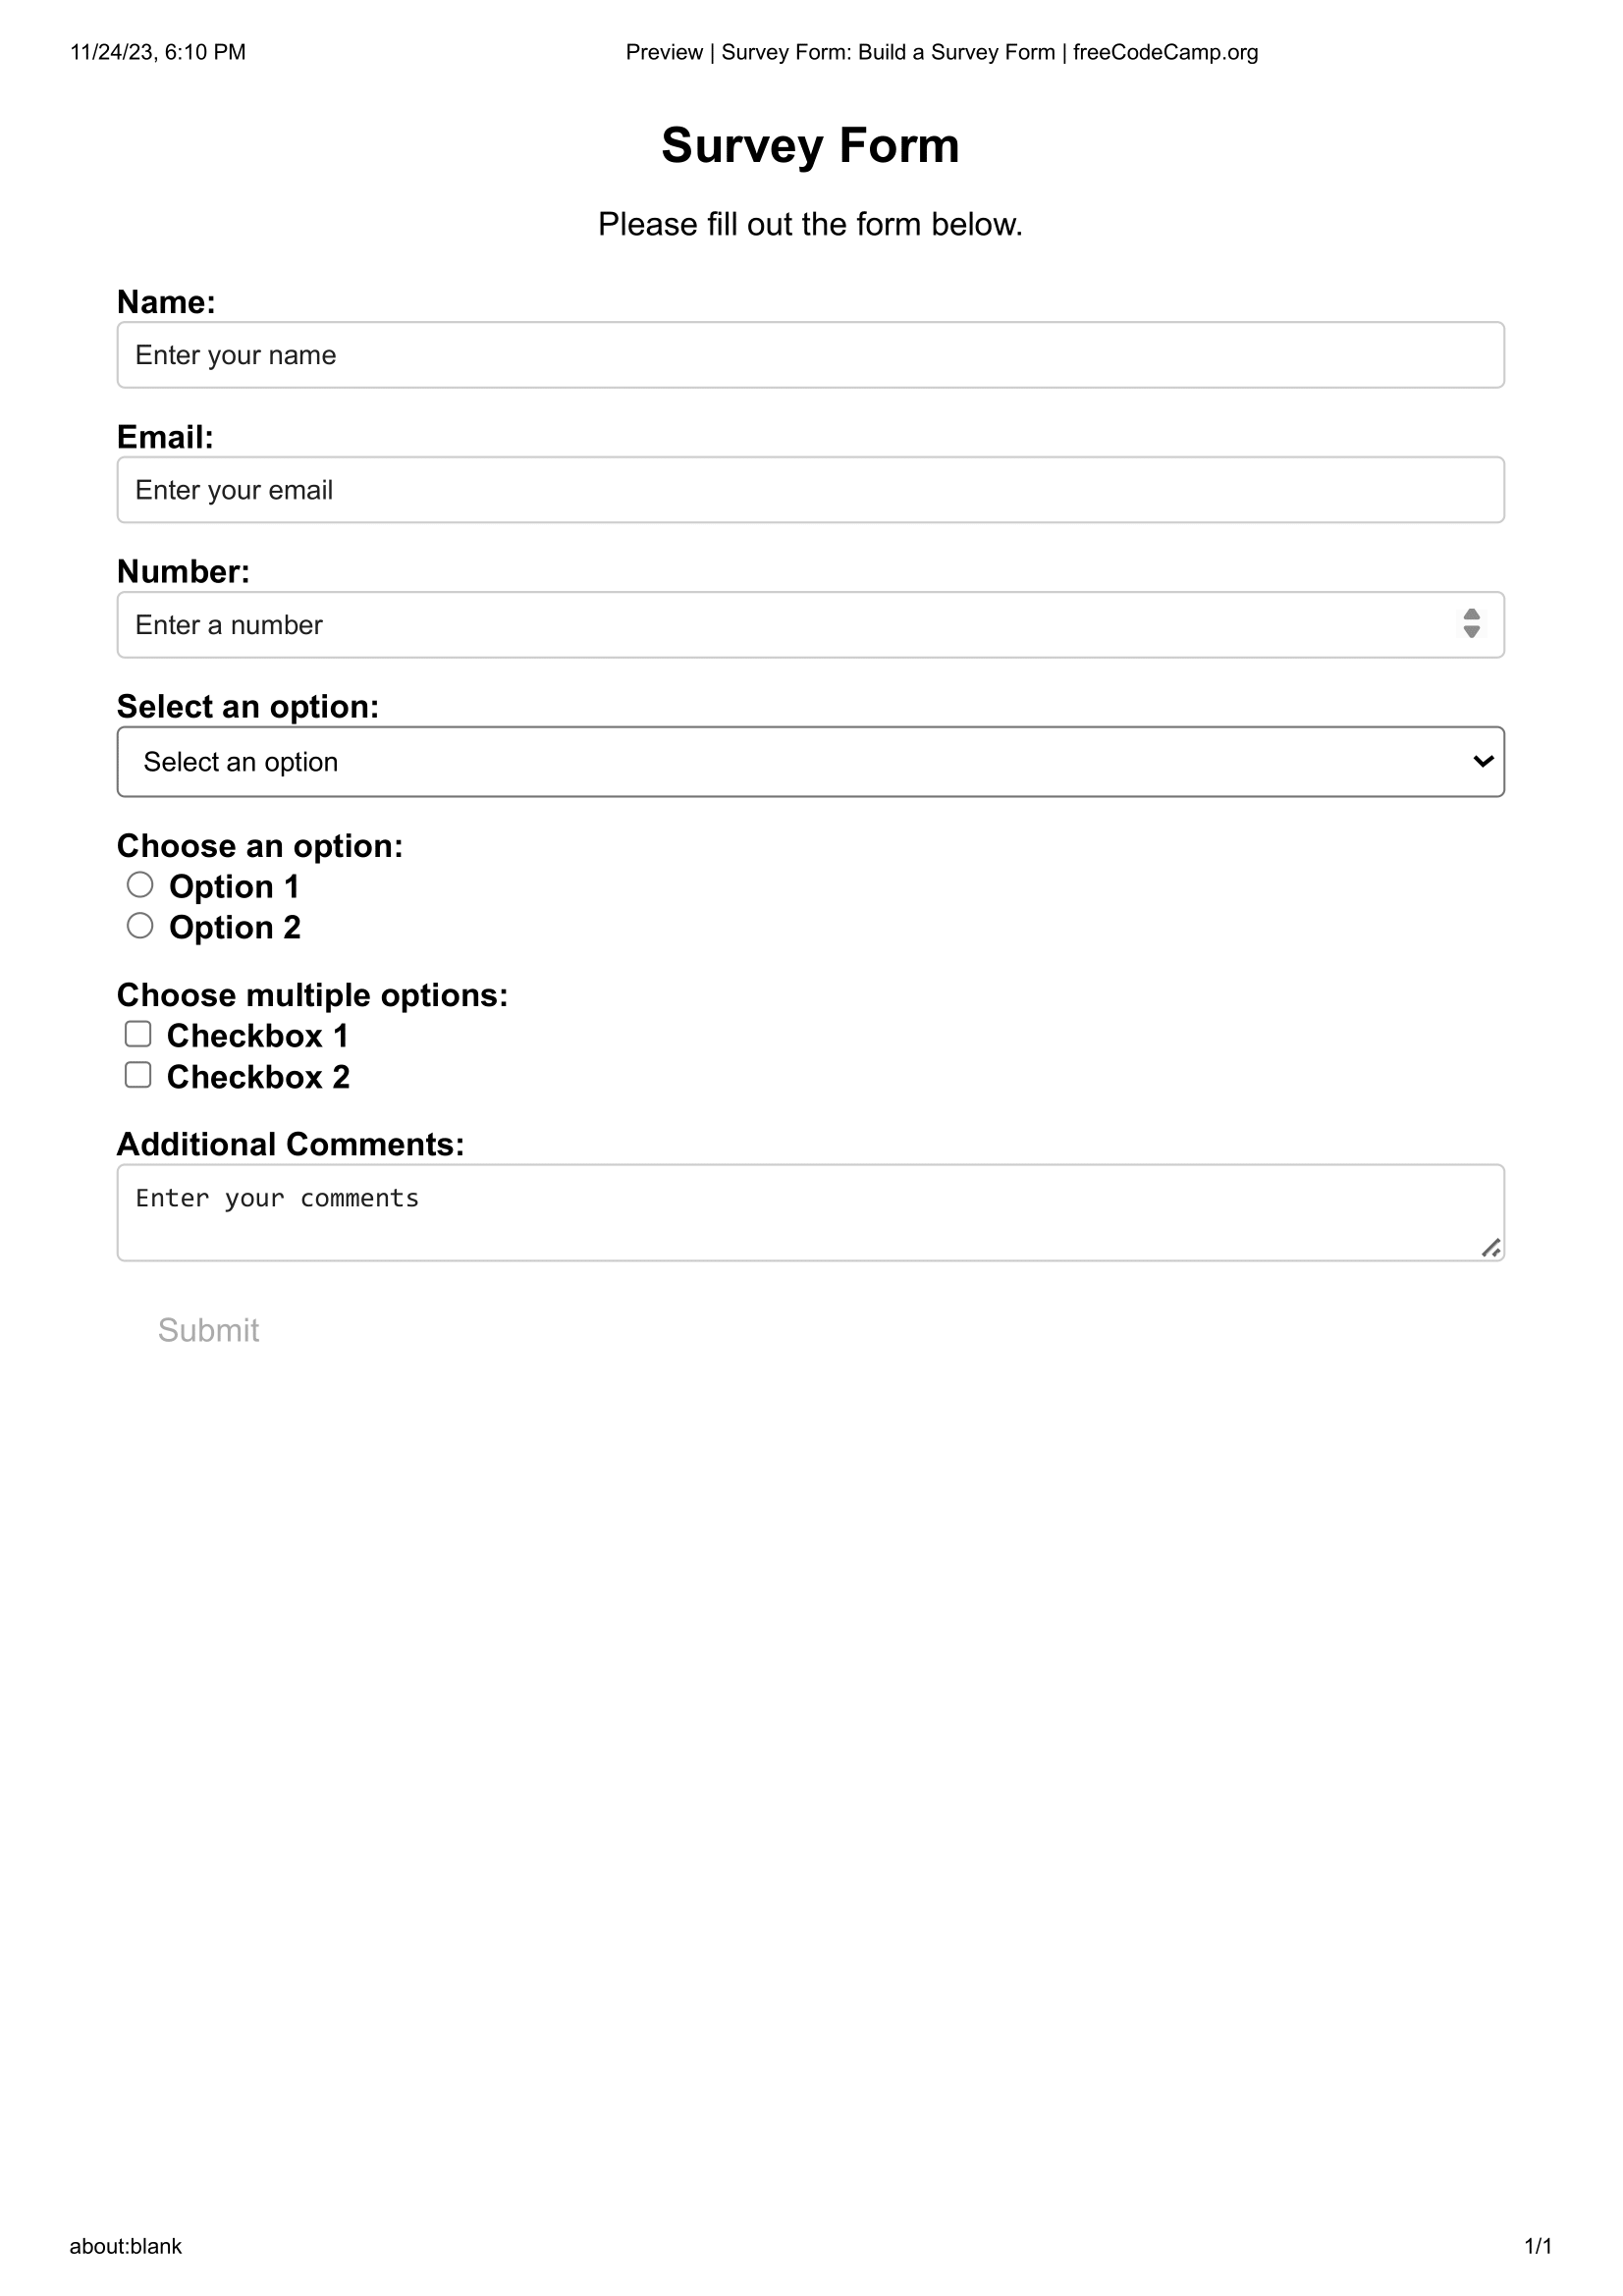 11/24/23, 6:10 PM Preview | Survey Form: Build a Survey Form | freeCodeCamp.org
Survey Form
Please fill out the form below.
Name:
Enter your name
Email:
Enter your email
Number:
Enter a number
Select an option:
Select an option
Choose an option:
Option 1
Option 2
Choose multiple options:
Checkbox 1
Checkbox 2
Additional Comments:
Enter your comments
Submit
about:blank 1/1